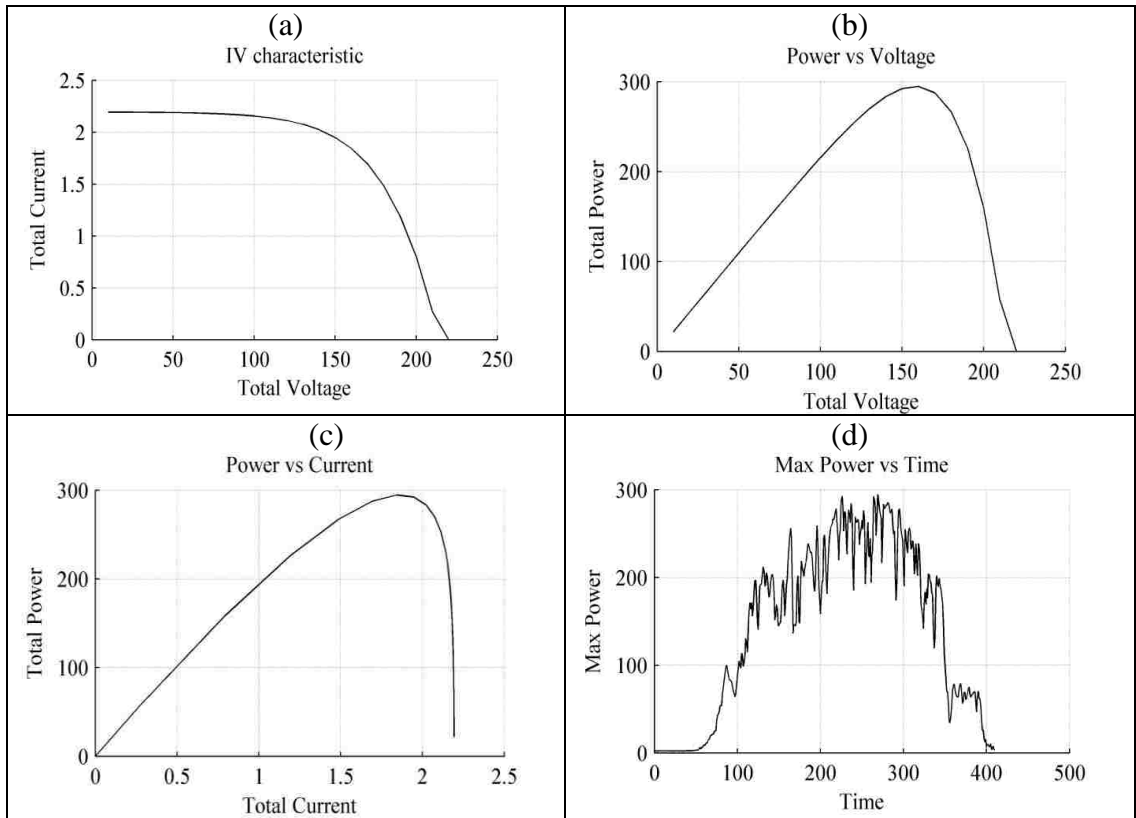 (a)
IV characteristic
2.5
2
1.5
1
0.5
0
Total Current
0 50 100 150 200 250
Total Voltage
(b)
Power vs Voltage
300
200
100
0
Total Power
0 50 100 150 200 250
Total Voltage
(c)
Power vs Current
300
200
100
0
Total Power
0 0.5 1 1.5 2 2.5
Total Current
(d)
Max Power vs Time
300
200
100
0
Max Power
0 100 200 300 400 500
Time